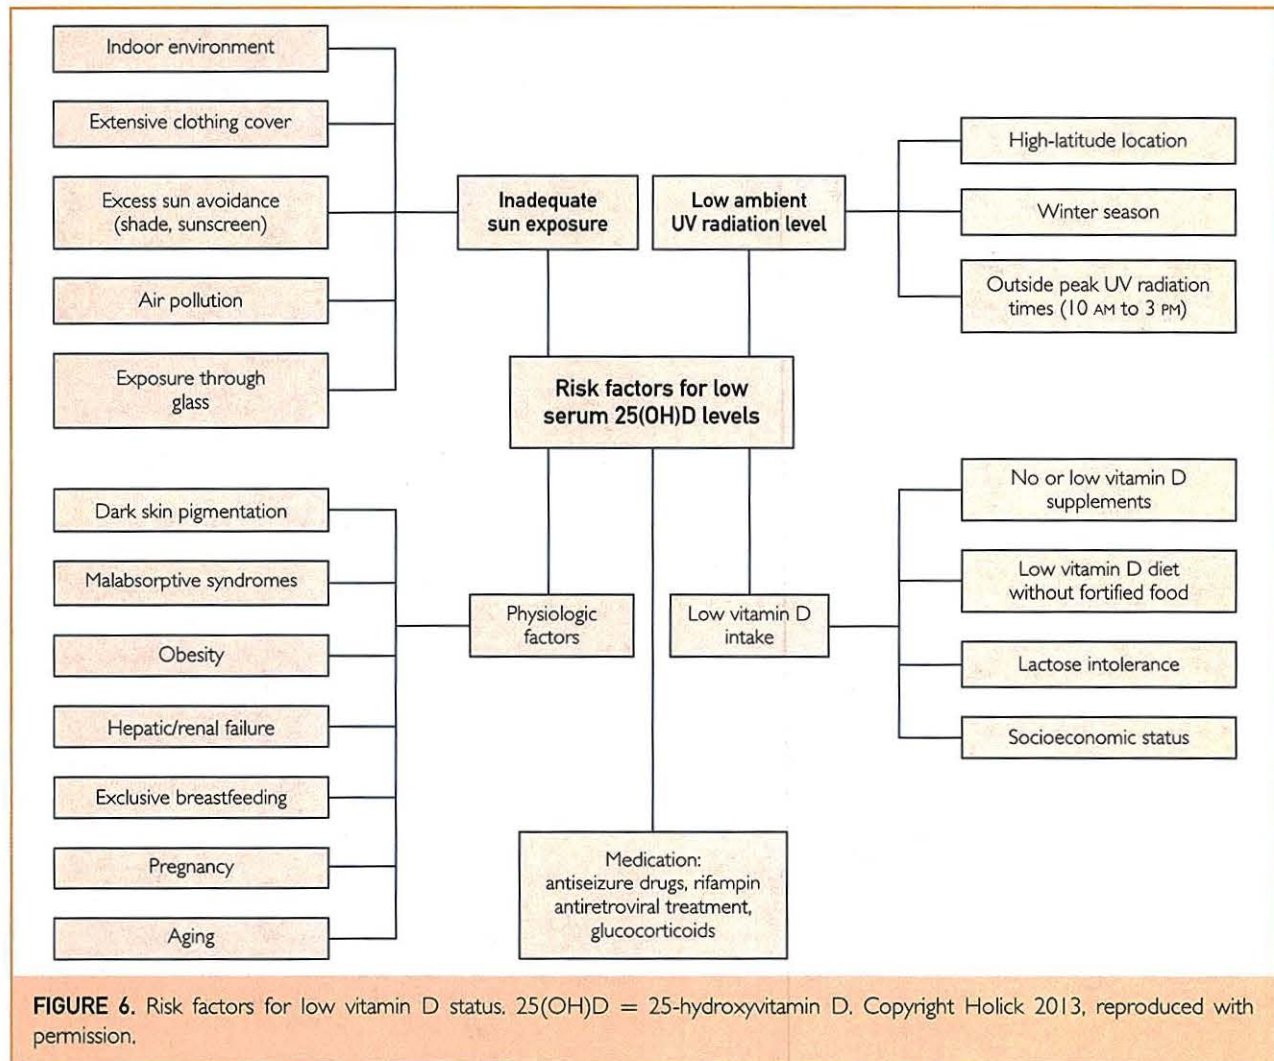 Indoor environment
Extensive clothing cover
Excess sun avoidance
(shade, sunscreen)
Air pollution
Exposure through
glass
Inadequate
sun exposure
Low ambient
UV radiation level
High-latitude location
Winter season
Outside peak UV radiation
times (10 AM to 3 PM)
Risk factors for low
serum 25(OH)D levels
Dark skin pigmentation
Malabsorptive syndromes
Obesity
Hepatic/renal failure
Exclusive breastfeeding
Pregnancy
Aging
Physiologic
factors
Low vitamin D
intake
No or low vitamin D
supplements
Low vitamin D diet
without fortified food
Lactose intolerance
Socioeconomic status
Medication:
antiseizure drugs, rifampin
antiretroviral treatment,
glucocorticoids
FIGURE 6. Risk factors for low vitamin D status. 25(OH)D = 25-hydroxyvitamin D. Copyright Holick 2013, reproduced with
permission.